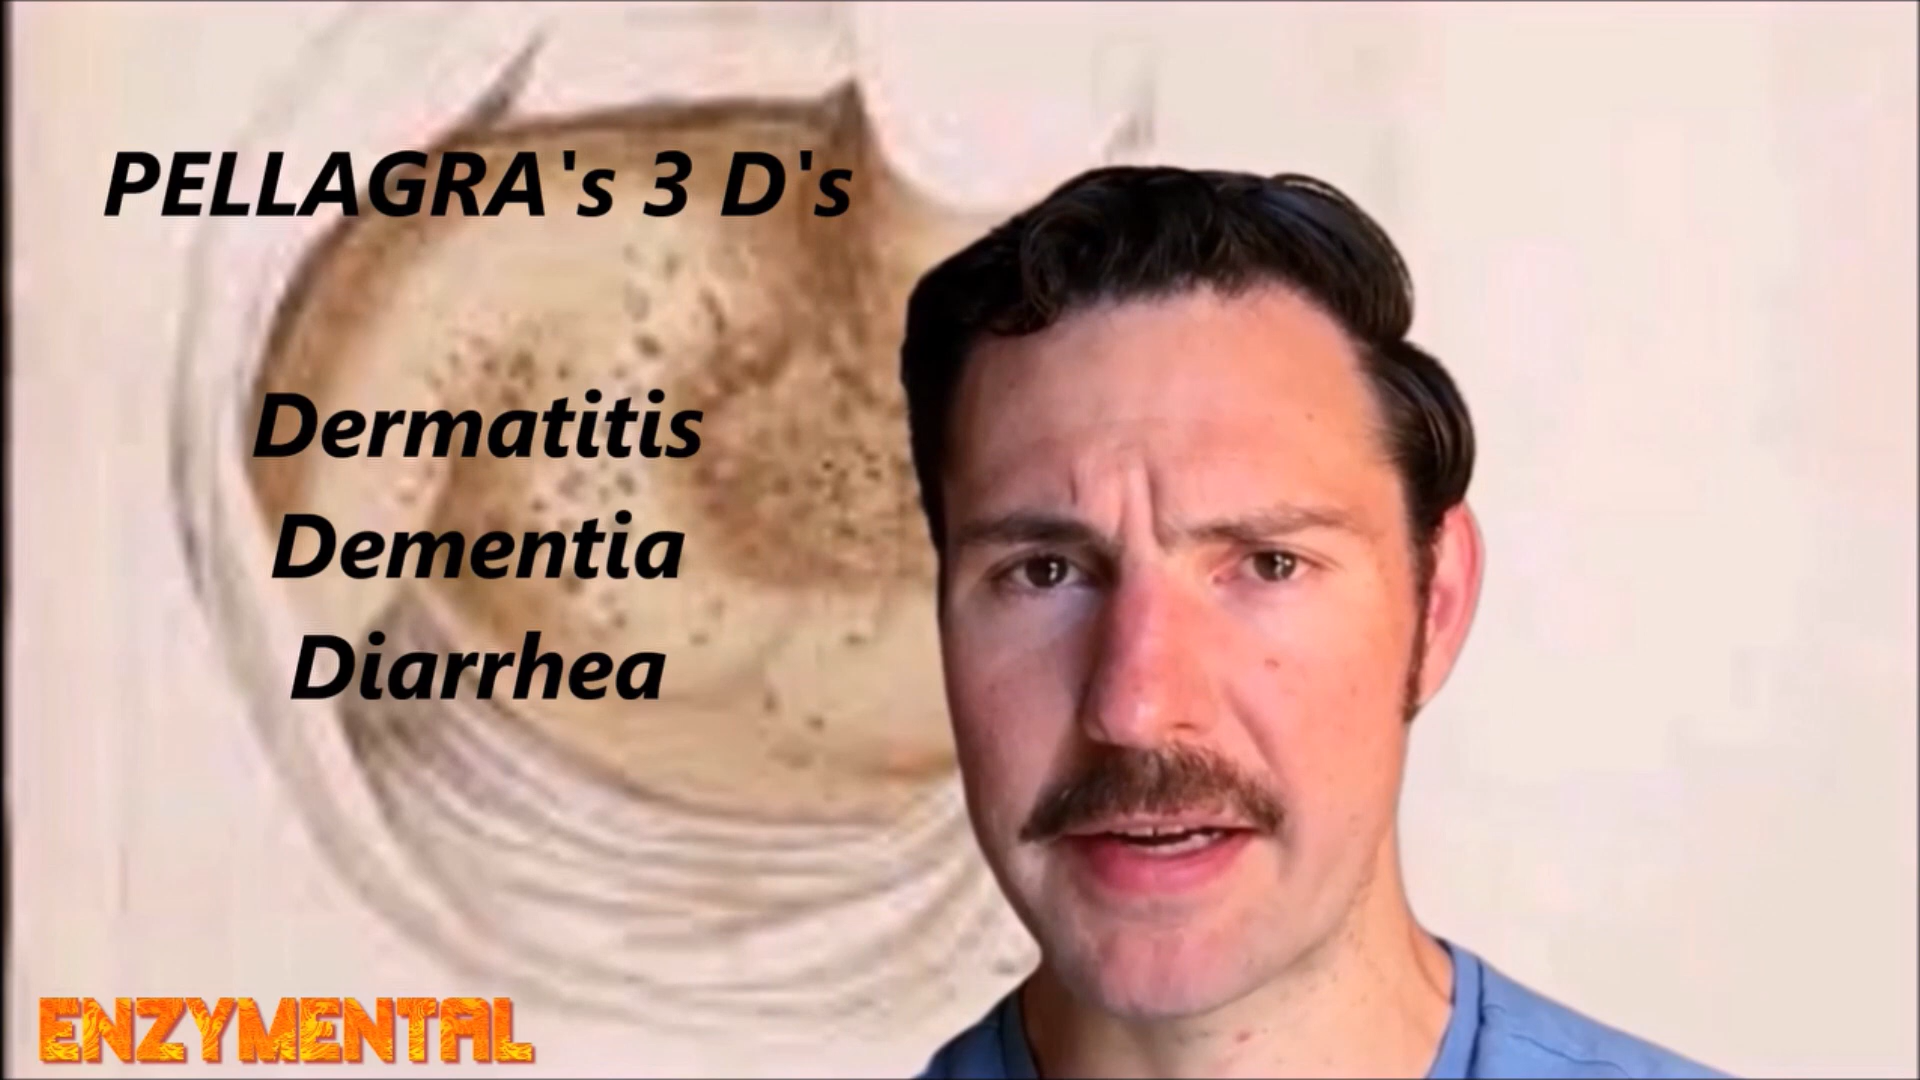 PELLAGRA's 3 D's
Dermatitis
Dementia
Diarrhea
ENZYMENTAL